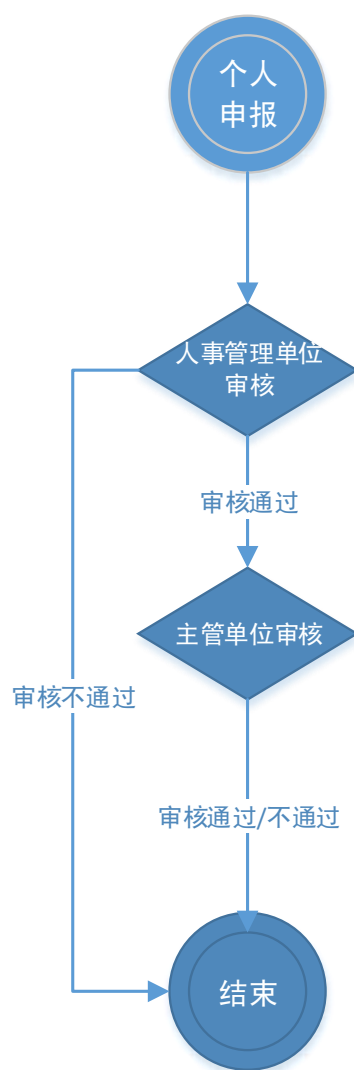 个人
申报
人事管理单位
审核
审核通过
主管单位审核
审核不通过
审核通过/不通过
结束